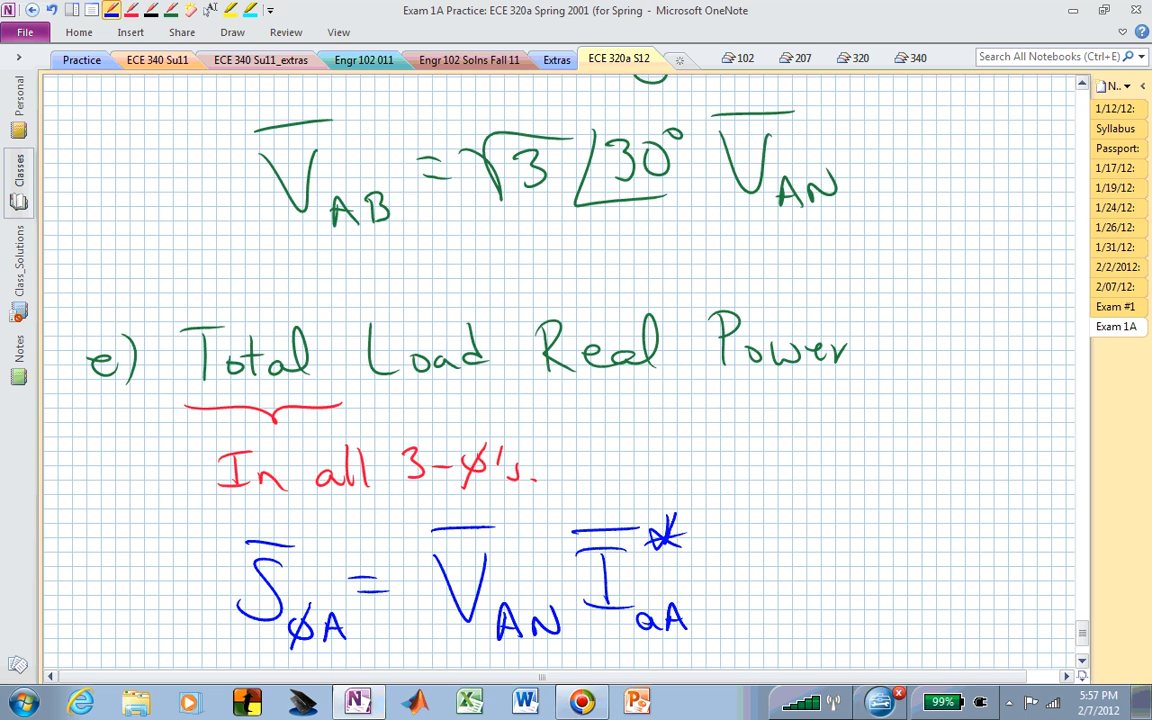 Exam 1A Practice: ECE 320a Spring 2001 (for Spring - Microsoft OneNote
File Home Insert Share Draw Review View
Practice ECE 340 Su11 ECE 340 Su11_extras Engr 102 011 Engr 102 Solns Fall 11 Extras ECE 320a S12 102 207 320 340 Search All Notebooks (Ctrl+E)
N..
Personal
Classes
Class_Solutions
Notes
1/12/12:
Syllabus
Passport:
1/17/12:
1/19/12:
1/24/12:
1/26/12:
1/31/12:
2/2/2012:
2/07/12:
Exam #1
Exam 1A
V̅AB = √3 ∠30° V̅AN
e) Total Load Real Power
In all 3-ϕ's.
S̅ϕA = V̅AN I̅aA*
99%
5:57 PM
2/7/2012